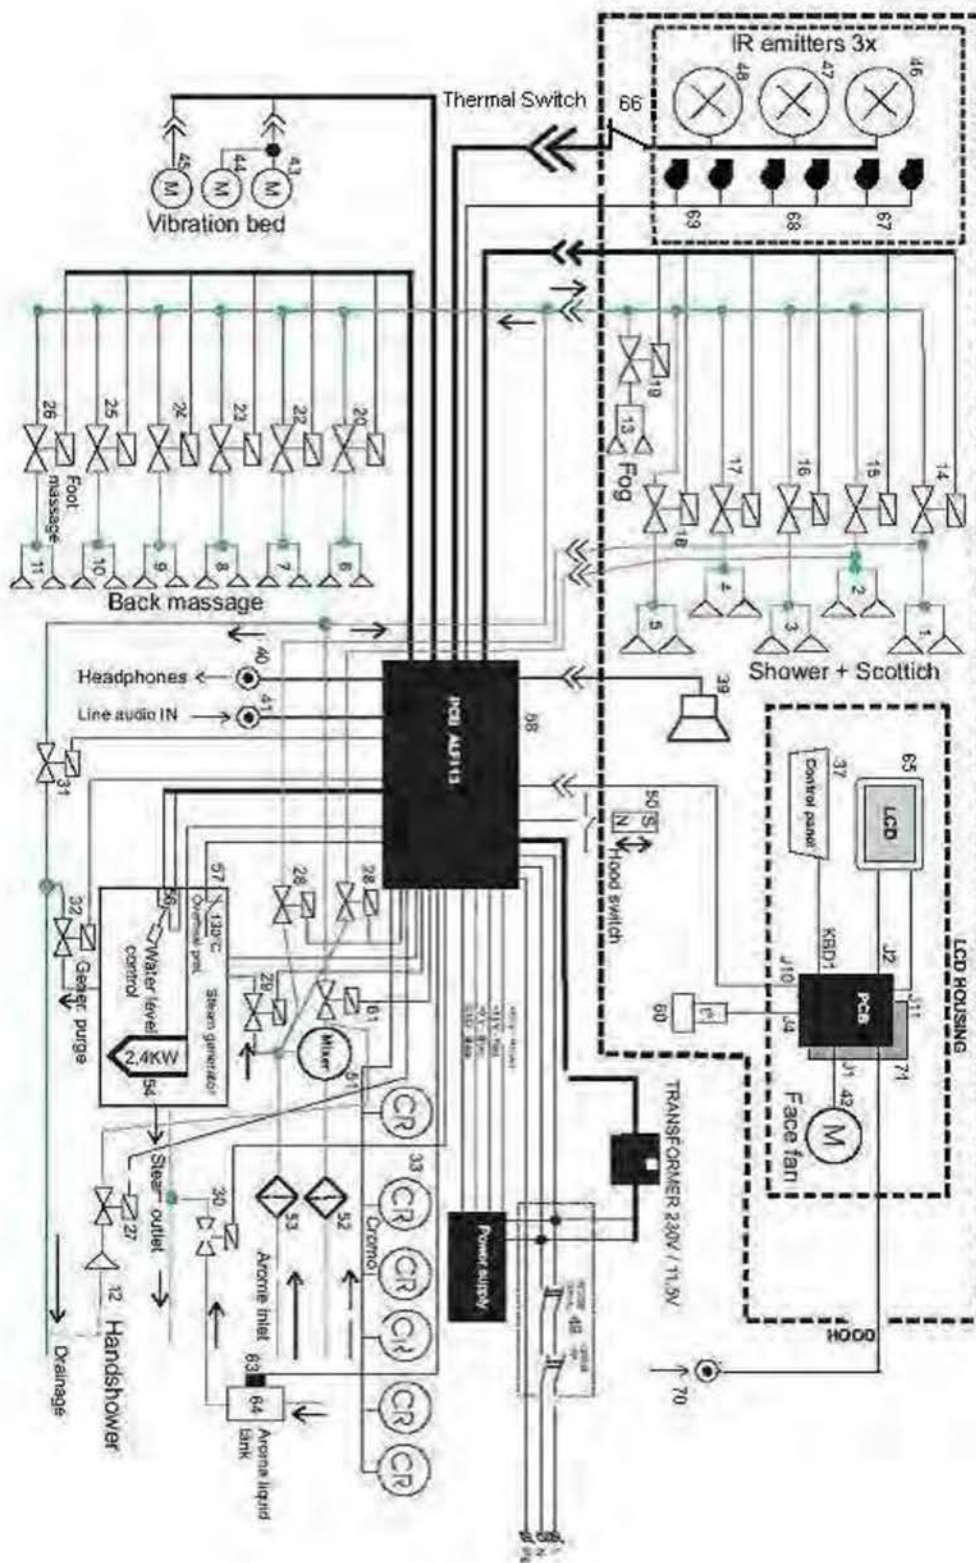 IR emitters 3x
48
47
46
Thermal Switch
66
69
68
67
45
44
43
M
M
M
Vibration bed
26
25
24
23
22
20
Foot
massage
11
10
9
8
7
6
Back massage
19
13
Fog
18
17
16
15
14
5
4
3
2
1
Shower + Scottich
Headphones
40
Line audio IN
41
58
39
31
32
Gener. purge
56
57
130°C
Water level
control
Steam generator
2,4KW
54
Steam outlet
28
28
29
61
Mixer
51
50
S
N
Hood switch
37
Control panel
65
LCD
LCD HOUSING
KBD1
J2
J10
J4
J11
PCB
71
J1
42
M
Face fan
60
t°
TRANSFORMER 230V / 11,5V
Power supply
49
HOOD
70
L
N
PE
CR
CR
CR
CR
CR
CR
33
Cromo
53
52
30
Arome inlet
63
64
Aroma liquid
tank
27
12
Handshower
Drainage